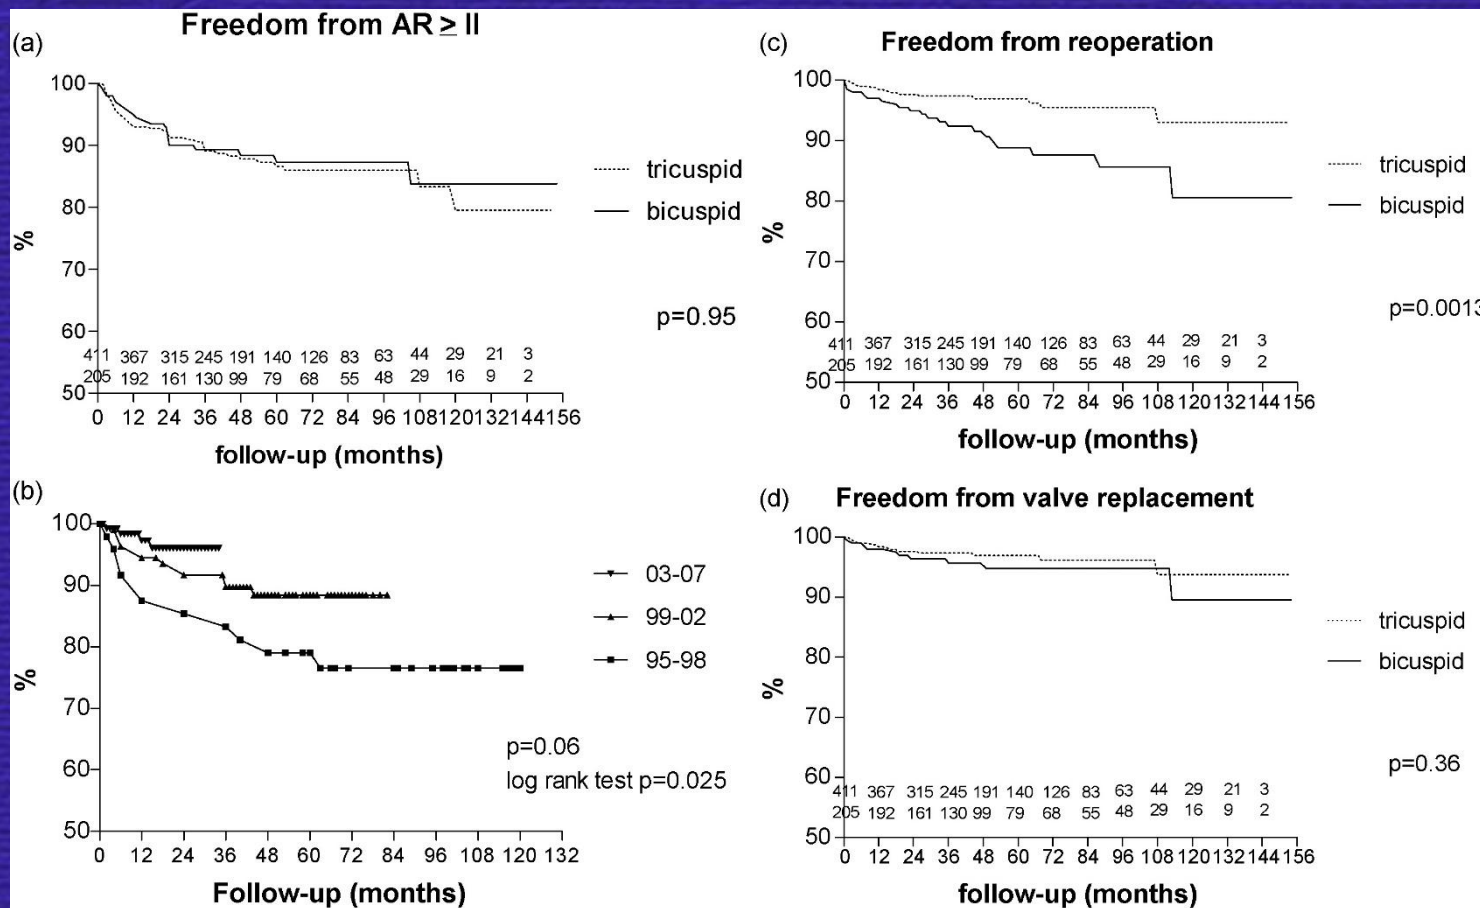 (a)
Freedom from AR ≥ II
100
90
80
70
60
50
%
tricuspid
bicuspid
p=0.95
411 367 315 245 191 140 126 83 63 44 29 21 3
205 192 161 130 99 79 68 55 48 29 16 9 2
0 12 24 36 48 60 72 84 96 108 120 132 144 156
follow-up (months)
(b)
100
90
80
70
60
50
%
03-07
99-02
95-98
p=0.06
log rank test p=0.025
0 12 24 36 48 60 72 84 96 108 120 132
Follow-up (months)
(c)
Freedom from reoperation
100
90
80
70
60
50
%
tricuspid
bicuspid
p=0.0013
411 367 315 245 191 140 126 83 63 44 29 21 3
205 192 161 130 99 79 68 55 48 29 16 9 2
0 12 24 36 48 60 72 84 96 108 120 132 144 156
follow-up (months)
(d)
Freedom from valve replacement
100
90
80
70
60
50
%
tricuspid
bicuspid
p=0.36
411 367 315 245 191 140 126 83 63 44 29 21 3
205 192 161 130 99 79 68 55 48 29 16 9 2
0 12 24 36 48 60 72 84 96 108 120 132 144 156
follow-up (months)